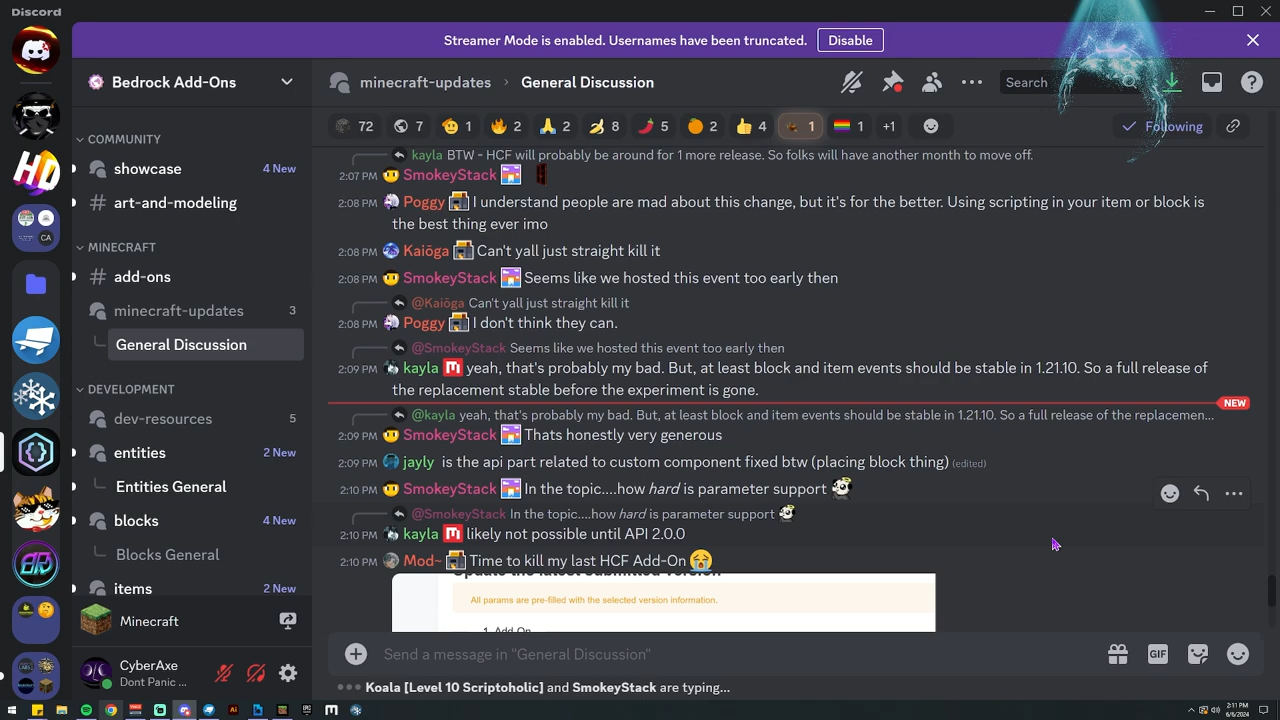 Discord
Streamer Mode is enabled. Usernames have been truncated.
Disable
Bedrock Add-Ons
minecraft-updates › General Discussion
Search
72 7 1 2 2 8 5 2 4 1 1 +1
Following
COMMUNITY
showcase 4 New
art-and-modeling
MINECRAFT
add-ons
minecraft-updates 3
General Discussion
DEVELOPMENT
dev-resources 5
entities 2 New
Entities General
blocks 4 New
Blocks General
items 2 New
Minecraft
CyberAxe
Dont Panic ...
kayla BTW - HCF will probably be around for 1 more release. So folks will have another month to move off.
2:07 PM SmokeyStack
2:08 PM Poggy I understand people are mad about this change, but it's for the better. Using scripting in your item or block is
the best thing ever imo
2:08 PM Kaiōga Can't yall just straight kill it
2:08 PM SmokeyStack Seems like we hosted this event too early then
@Kaiōga Can't yall just straight kill it
2:08 PM Poggy I don't think they can.
@SmokeyStack Seems like we hosted this event too early then
2:09 PM kayla yeah, that's probably my bad. But, at least block and item events should be stable in 1.21.10. So a full release of
the replacement stable before the experiment is gone.
NEW
@kayla yeah, that's probably my bad. But, at least block and item events should be stable in 1.21.10. So a full release of the replacemen...
2:09 PM SmokeyStack Thats honestly very generous
2:09 PM jayly is the api part related to custom component fixed btw (placing block thing) (edited)
2:10 PM SmokeyStack In the topic....how hard is parameter support
@SmokeyStack In the topic....how hard is parameter support
2:10 PM kayla likely not possible until API 2.0.0
2:10 PM Mod~ Time to kill my last HCF Add-On 😭
Update the latest submitted version
All params are pre-filled with the selected version information.
1. Add On
Send a message in "General Discussion"
GIF
Koala [Level 10 Scriptoholic] and SmokeyStack are typing...
2:11 PM
6/6/2024